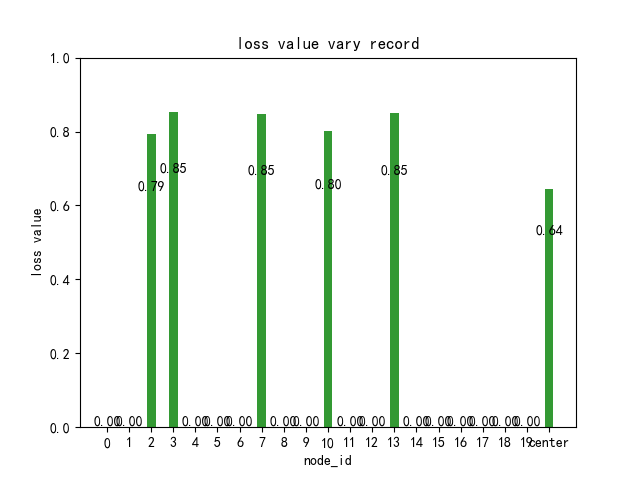 loss value vary record
1.0
0.8
0.6
0.4
0.2
0.0
loss value
0.00 0.00 0.79 0.85 0.00 0.00 0.00 0.85 0.00 0.00 0.80 0.00 0.00 0.85 0.00 0.00 0.00 0.00 0.00 0.00 0.64
0 1 2 3 4 5 6 7 8 9 10 11 12 13 14 15 16 17 18 19 center
node_id